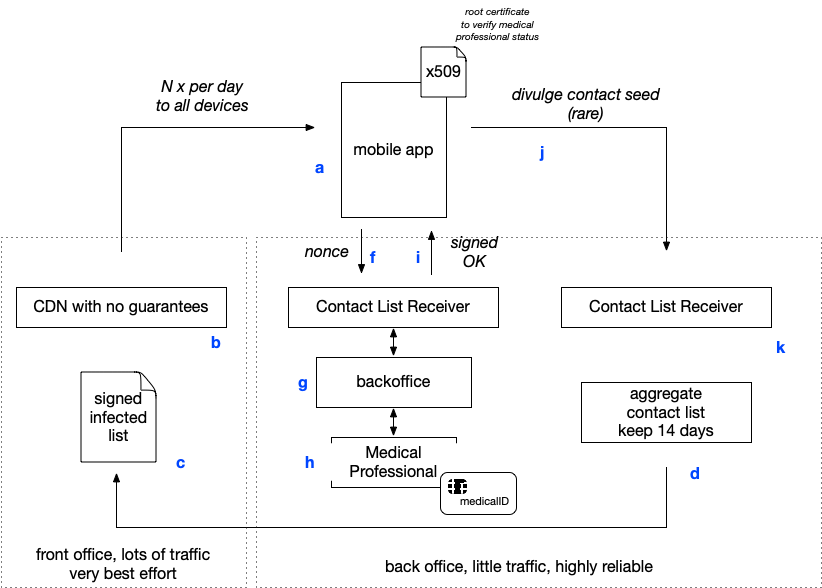 root certificate
to verify medical
professional status
x509
N x per day
to all devices
mobile app
divulge contact seed
(rare)
a
j
nonce
f
i
signed
OK
CDN with no guarantees
Contact List Receiver
Contact List Receiver
b
k
signed
infected
list
c
g
backoffice
aggregate
contact list
keep 14 days
d
h
Medical
Professional
medicalID
front office, lots of traffic
very best effort
back office, little traffic, highly reliable